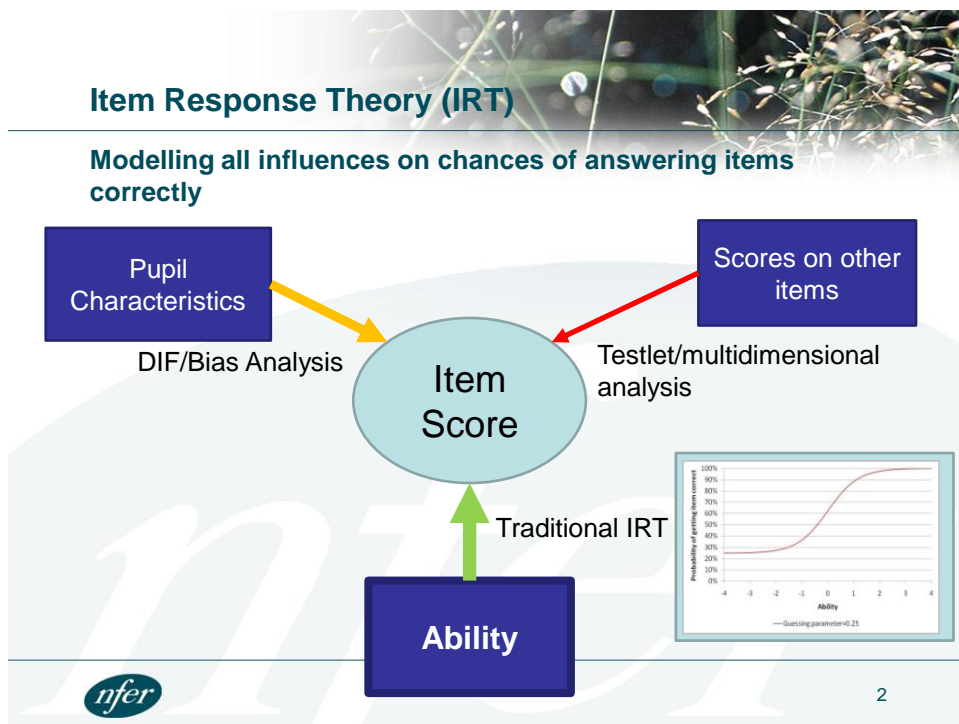 Item Response Theory (IRT)
Modelling all influences on chances of answering items
correctly
Pupil
Characteristics
Scores on other
items
DIF/Bias Analysis
Testlet/multidimensional
analysis
Item
Score
Traditional IRT
Ability
Probability of getting item correct
100%
90%
80%
70%
60%
50%
40%
30%
20%
10%
0%
-4 -3 -2 -1 0 1 2 3 4
Ability
Guessing parameter=0.25
nfer
nfer
2